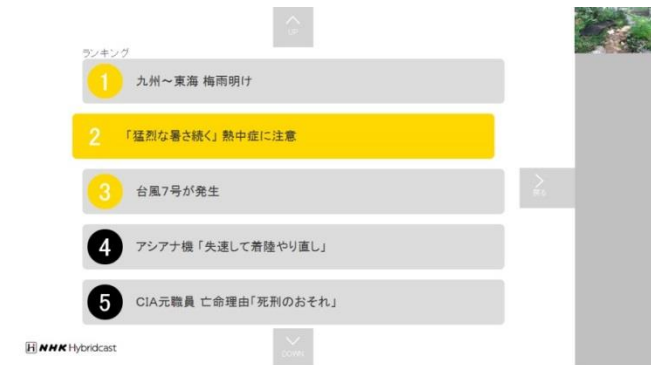 UP
ランキング
1 九州～東海 梅雨明け
2 「猛烈な暑さ続く」 熱中症に注意
3 台風7号が発生
戻る
4 アシアナ機 「失速して着陸やり直し」
5 CIA元職員 亡命理由「死刑のおそれ」
NHK Hybridcast
DOWN